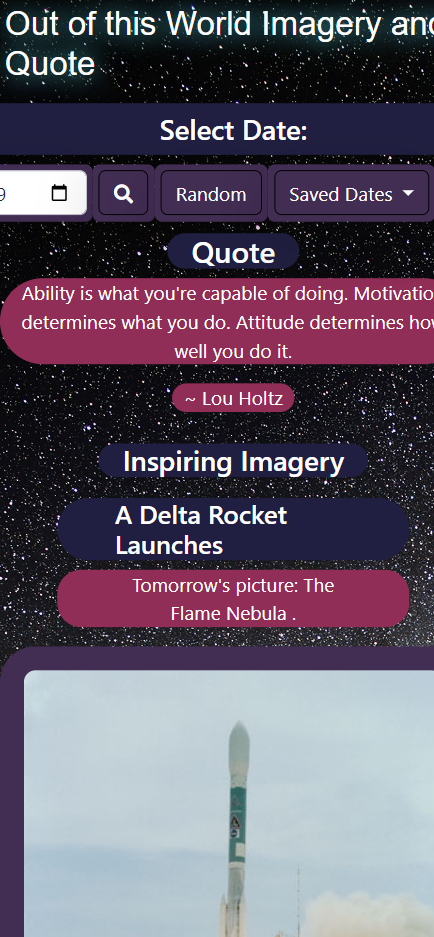 Out of this World Imagery and
Quote
Select Date:
9
Random
Saved Dates
Quote
Ability is what you're capable of doing. Motivatio
determines what you do. Attitude determines how
well you do it.
~ Lou Holtz
Inspiring Imagery
A Delta Rocket
Launches
Tomorrow's picture: The
Flame Nebula .